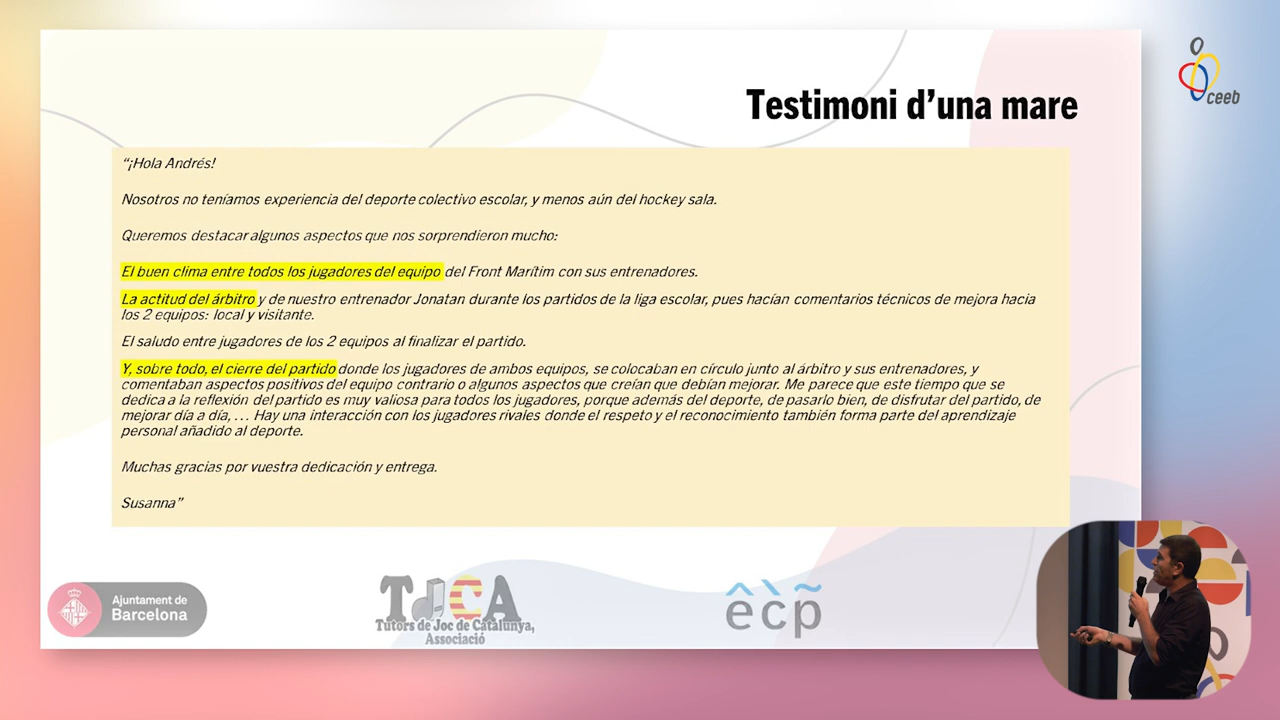 ceeb
Testimoni d’una mare
“¡Hola Andrés!
Nosotros no teníamos experiencia del deporte colectivo escolar, y menos aún del hockey sala.
Queremos destacar algunos aspectos que nos sorprendieron mucho:
El buen clima entre todos los jugadores del equipo del Front Marítim con sus entrenadores.
La actitud del árbitro y de nuestro entrenador Jonatan durante los partidos de la liga escolar, pues hacían comentarios técnicos de mejora hacia
los 2 equipos: local y visitante.
El saludo entre jugadores de los 2 equipos al finalizar el partido.
Y, sobre todo, el cierre del partido donde los jugadores de ambos equipos, se colocaban en círculo junto al árbitro y sus entrenadores, y
comentaban aspectos positivos del equipo contrario o algunos aspectos que creían que debían mejorar. Me parece que este tiempo que se
dedica a la reflexión del partido es muy valiosa para todos los jugadores, porque además del deporte, de pasarlo bien, de disfrutar del partido, de
mejorar día a día, … Hay una interacción con los jugadores rivales donde el respeto y el reconocimiento también forma parte del aprendizaje
personal añadido al deporte.
Muchas gracias por vuestra dedicación y entrega.
Susanna”
Ajuntament de
Barcelona
TJCA
Tutors de Joc de Catalunya,
Associació
ecp